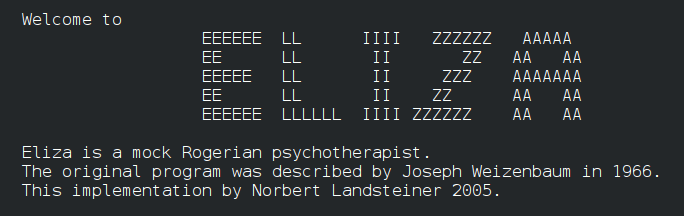 Welcome to
EEEEEE LL IIII ZZZZZZ AAAAA
EE LL II ZZ AA AA
EEEEE LL II ZZZ AAAAAAA
EE LL II ZZ AA AA
EEEEEE LLLLLL IIII ZZZZZZ AA AA
Eliza is a mock Rogerian psychotherapist.
The original program was described by Joseph Weizenbaum in 1966.
This implementation by Norbert Landsteiner 2005.